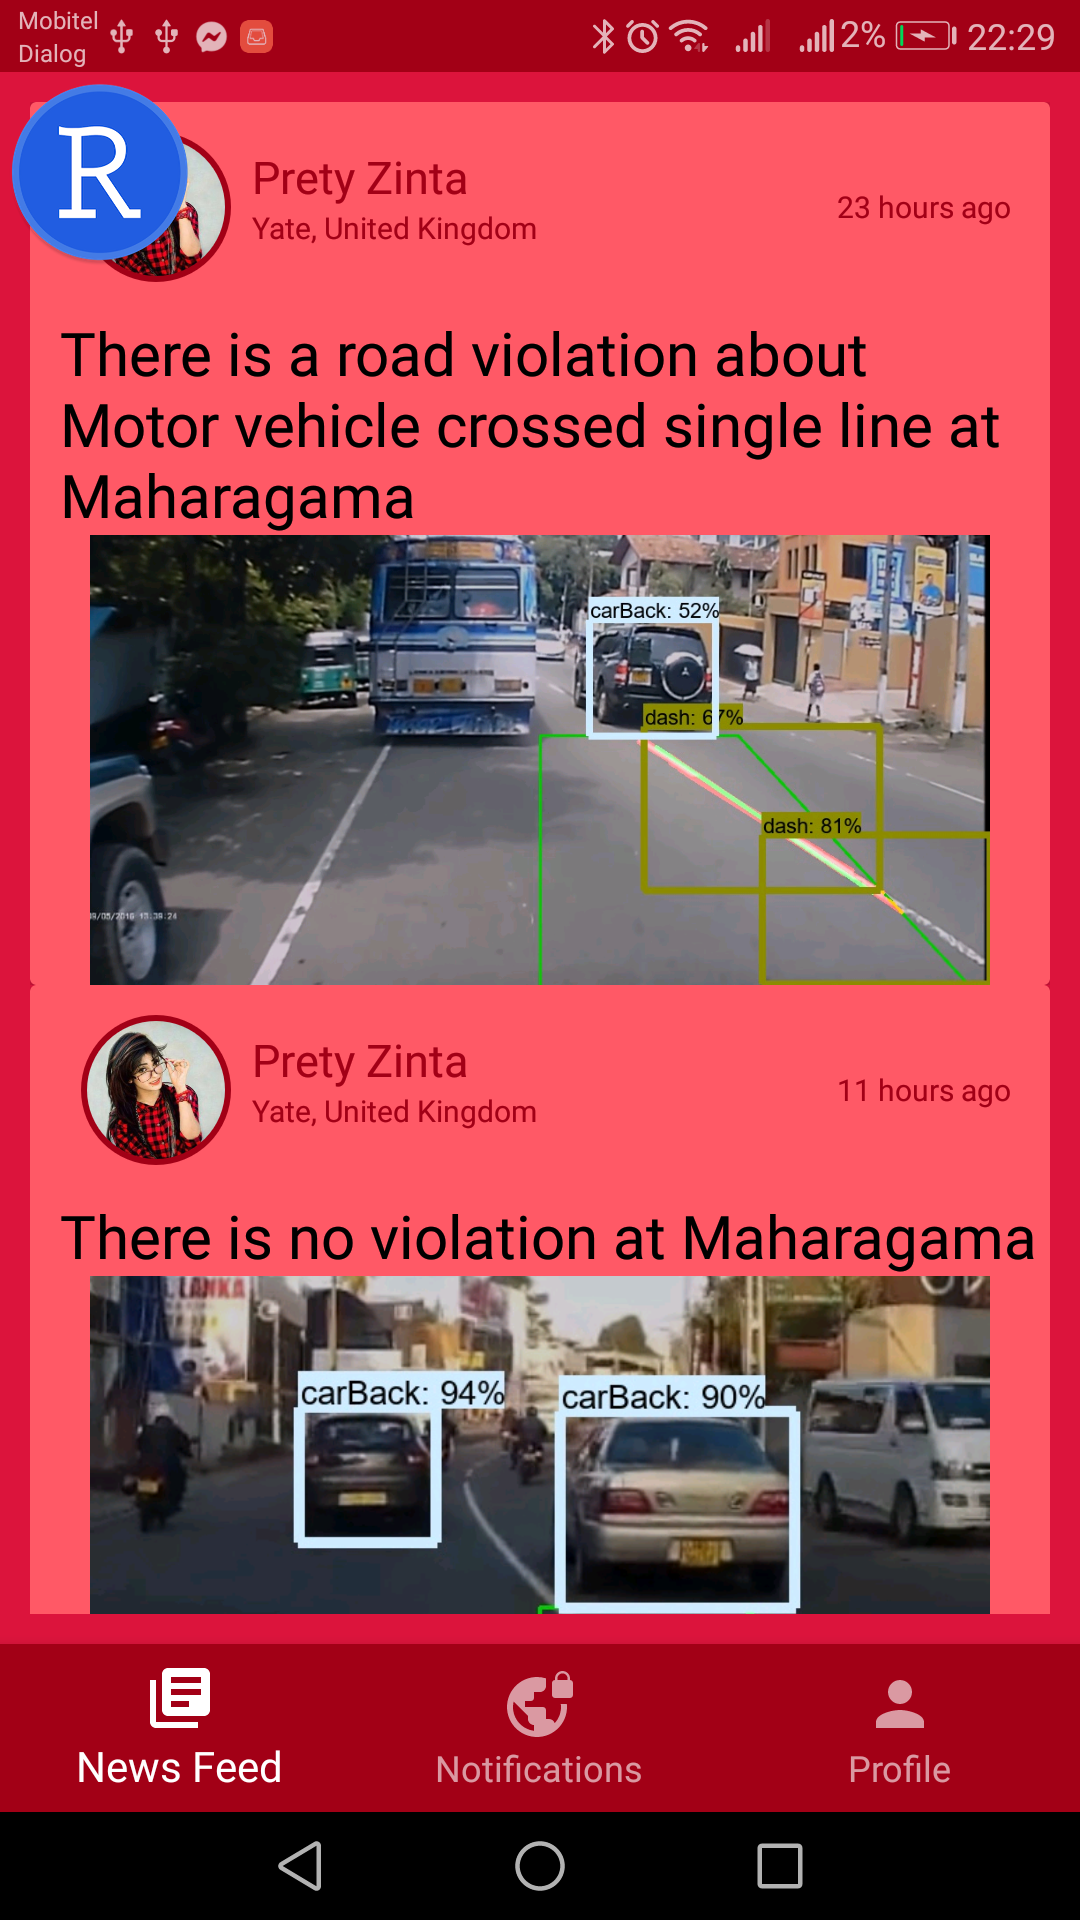 Mobitel
Dialog
2%
22:29
R
Prety Zinta
Yate, United Kingdom
23 hours ago
There is a road violation about
Motor vehicle crossed single line at
Maharagama
carBack: 52%
dash: 67%
dash: 81%
Prety Zinta
Yate, United Kingdom
11 hours ago
There is no violation at Maharagama
LANKA
carBack: 94%
carBack: 90%
News Feed
Notifications
Profile